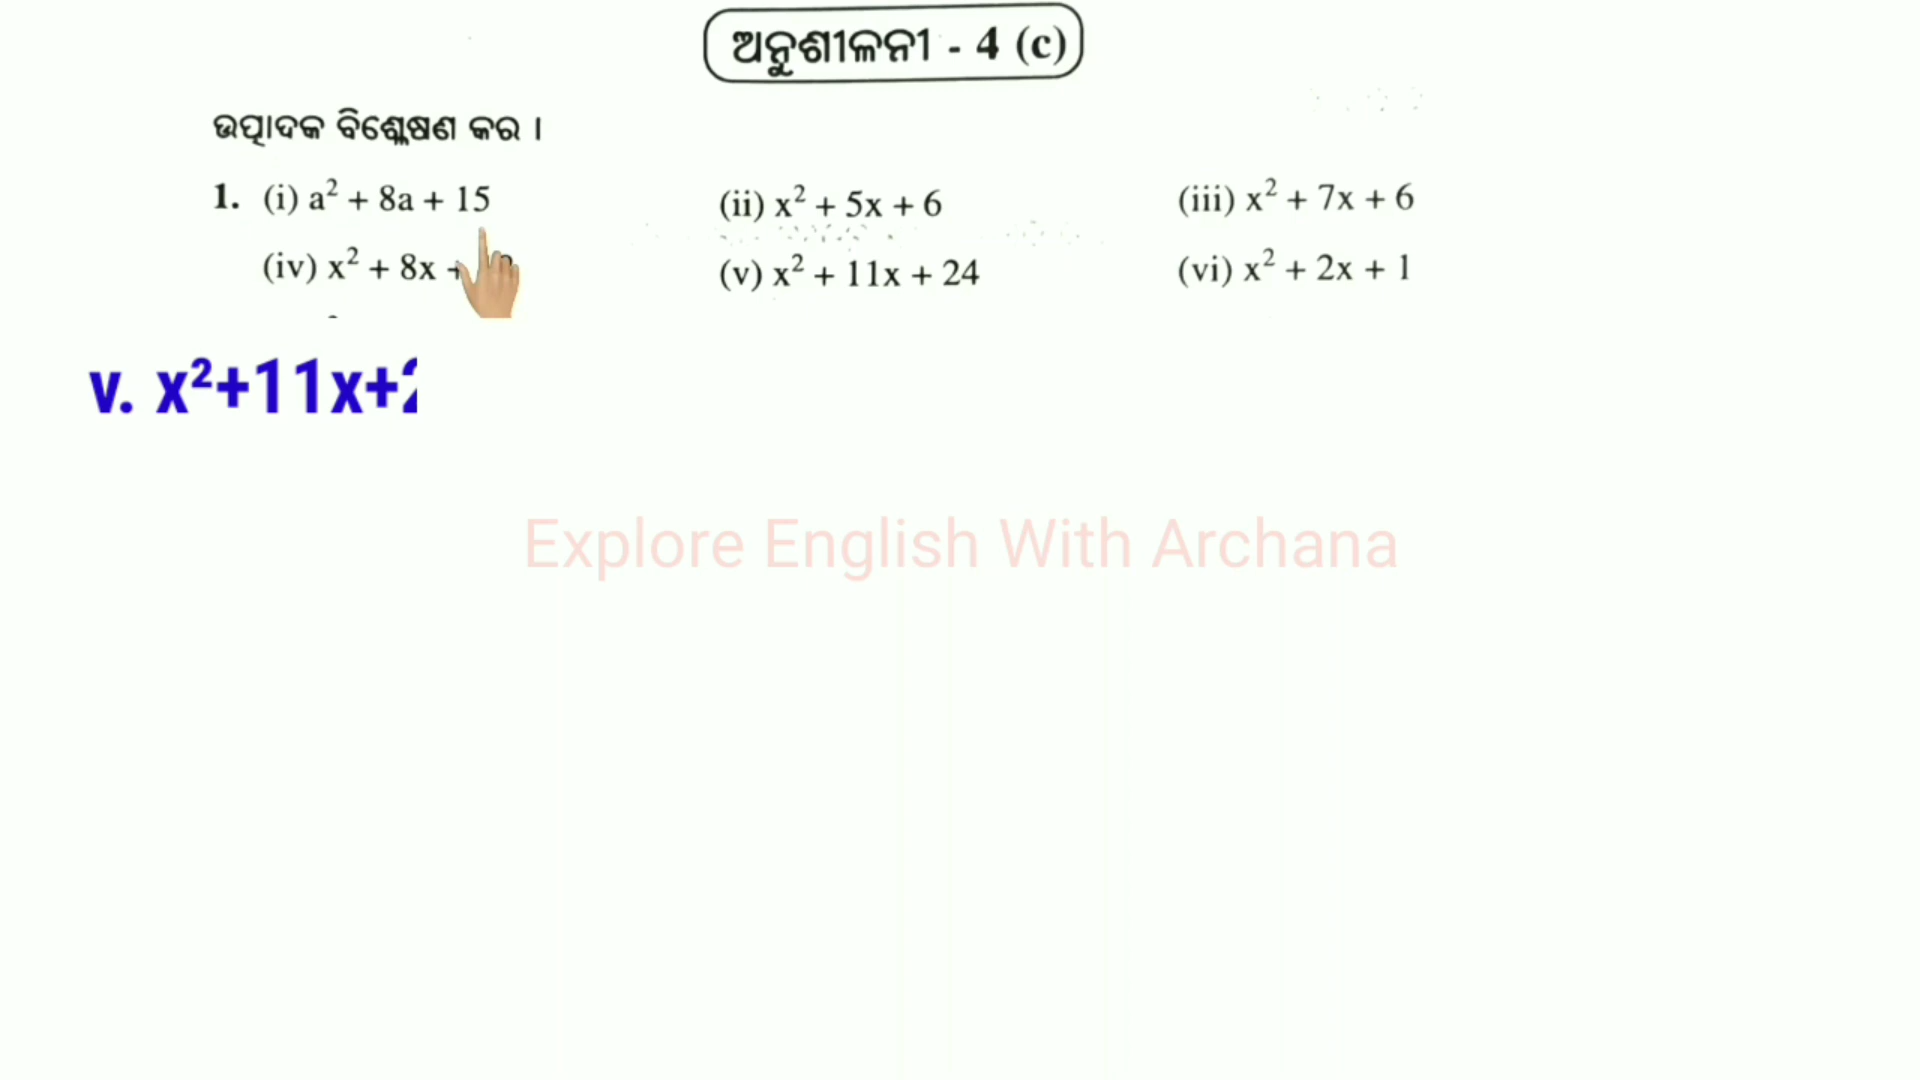 ଅନୁଶୀଳନୀ - 4 (c)
ଉତ୍ପାଦକ ବିଶ୍ଳେଷଣ କର ।
1. (i) a² + 8a + 15 (ii) x² + 5x + 6 (iii) x² + 7x + 6
(iv) x² + 8x + (v) x² + 11x + 24 (vi) x² + 2x + 1
v. x²+11x+
Explore English With Archana